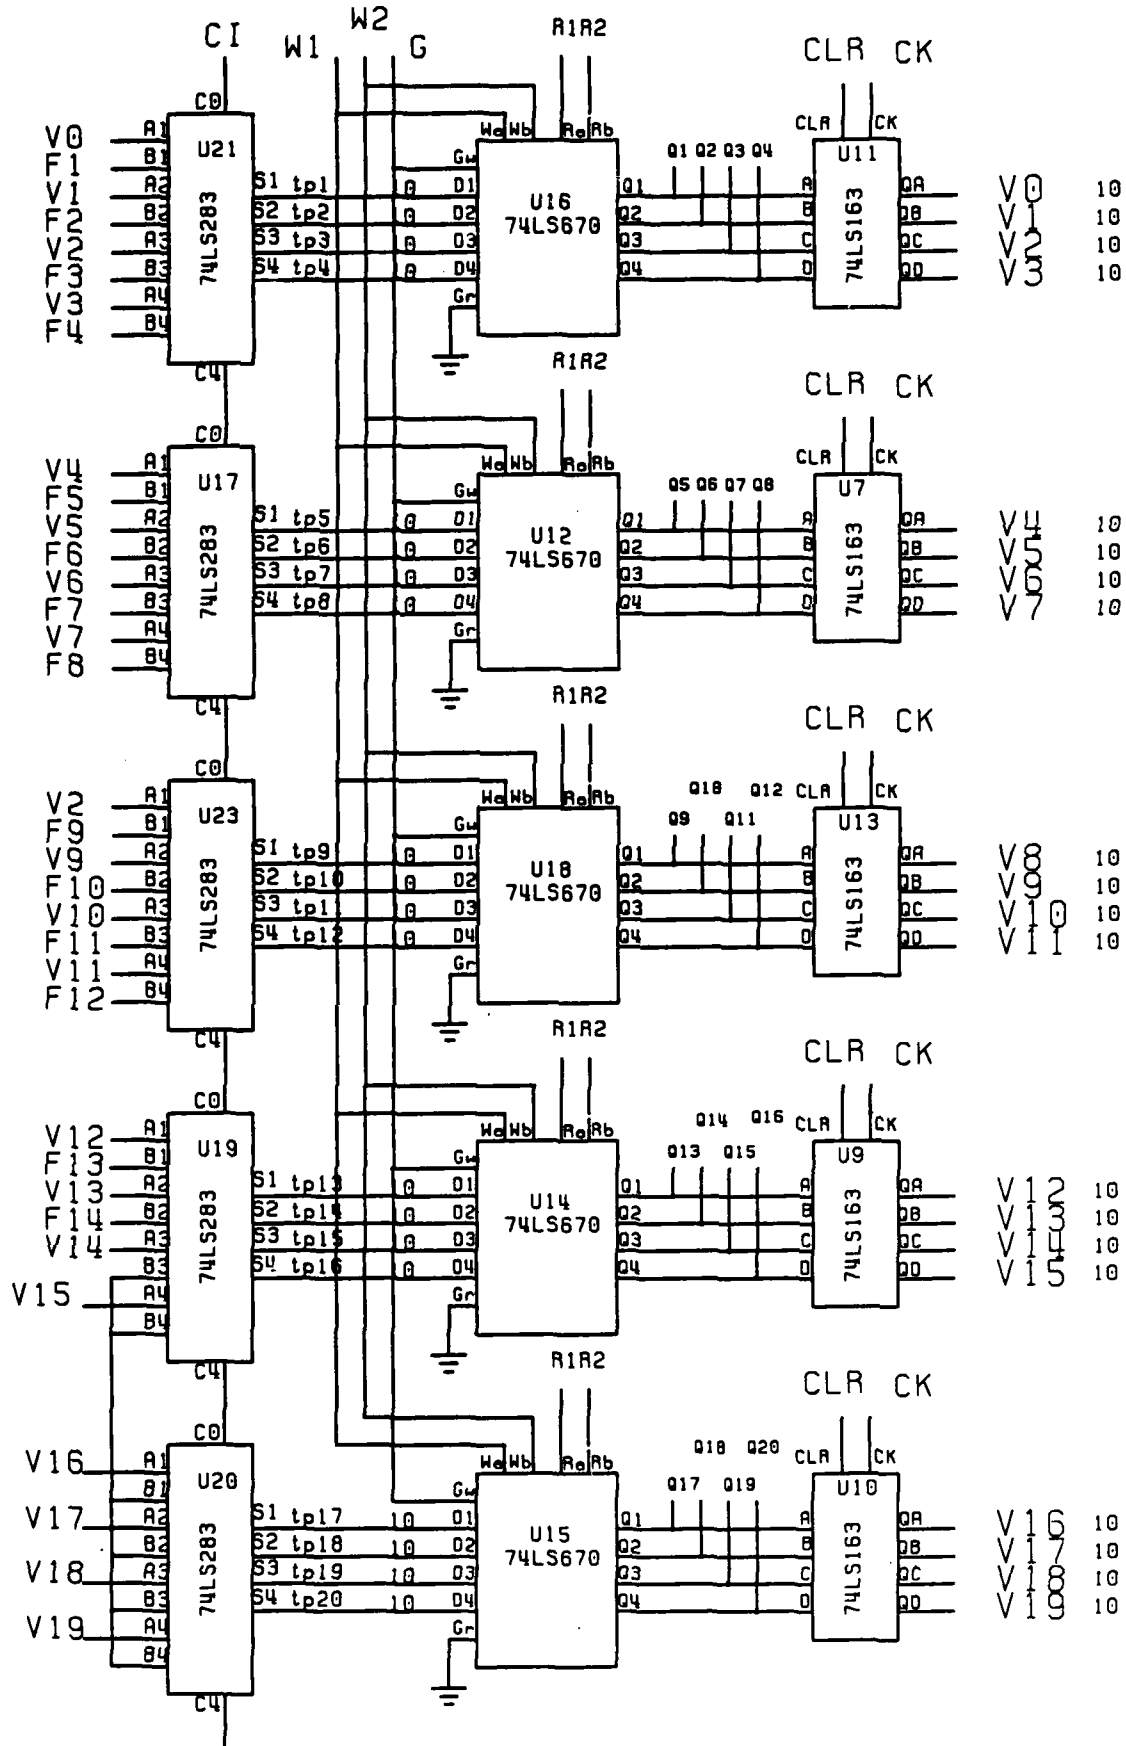 CI W1 W2 G R1R2 CLR CK
C0 Wa Wb Ra Rb CLR CK
V0 A1 U21 Gw U16 Q1 Q2 Q3 Q4 U11
F1 B1
V1 A2 S1 tp1 0 D1 Q1 A QA V0 10
F2 B2 S2 tp2 0 D2 74LS670 Q2 B QB V1 10
V2 A3 74LS283 S3 tp3 0 D3 Q3 C 74LS163 QC V2 10
F3 B3 S4 tp4 0 D4 Q4 D QD V3 10
V3 A4 Gr
F4 B4
C4 R1R2 CLR CK
C0 Wa Wb Ra Rb CLR CK
V4 A1 U17 Gw U12 Q5 Q6 Q7 Q8 U7
F5 B1
V5 A2 S1 tp5 0 D1 Q1 A QA V4 10
F6 B2 S2 tp6 0 D2 74LS670 Q2 B QB V5 10
V6 A3 74LS283 S3 tp7 0 D3 Q3 C 74LS163 QC V6 10
F7 B3 S4 tp8 0 D4 Q4 D QD V7 10
V7 A4 Gr
F8 B4
C4 R1R2 CLR CK
C0 Wa Wb Ra Rb Q10 Q12 CLR CK
V2 A1 U23 Gw U18 Q9 Q11 U13
F9 B1
V9 A2 S1 tp9 0 D1 Q1 A QA V8 10
F10 B2 S2 tp10 0 D2 74LS670 Q2 B QB V9 10
V10 A3 74LS283 S3 tp1 0 D3 Q3 C 74LS163 QC V10 10
F11 B3 S4 tp12 0 D4 Q4 D QD V11 10
V11 A4 Gr
F12 B4
C4 R1R2 CLR CK
C0 Wa Wb Ra Rb Q14 Q16 CLR CK
V12 A1 U19 Gw U14 Q13 Q15 U9
F13 B1
V13 A2 S1 tp13 0 D1 Q1 A QA V12 10
F14 B2 S2 tp14 0 D2 74LS670 Q2 B QB V13 10
V14 A3 74LS283 S3 tp15 0 D3 Q3 C 74LS163 QC V14 10
B3 S4 tp16 0 D4 Q4 D QD V15 10
V15 A4 Gr
B4
C4 R1R2 CLR CK
C0 Wa Wb Ra Rb Q18 Q20 CLR CK
V16 A1 U20 Gw U15 Q17 Q19 U10
B1
V17 A2 S1 tp17 10 D1 Q1 A QA V16 10
B2 S2 tp18 10 D2 74LS670 Q2 B QB V17 10
V18 A3 74LS283 S3 tp19 10 D3 Q3 C 74LS163 QC V18 10
B3 S4 tp20 10 D4 Q4 D QD V19 10
V19 A4 Gr
B4
C4